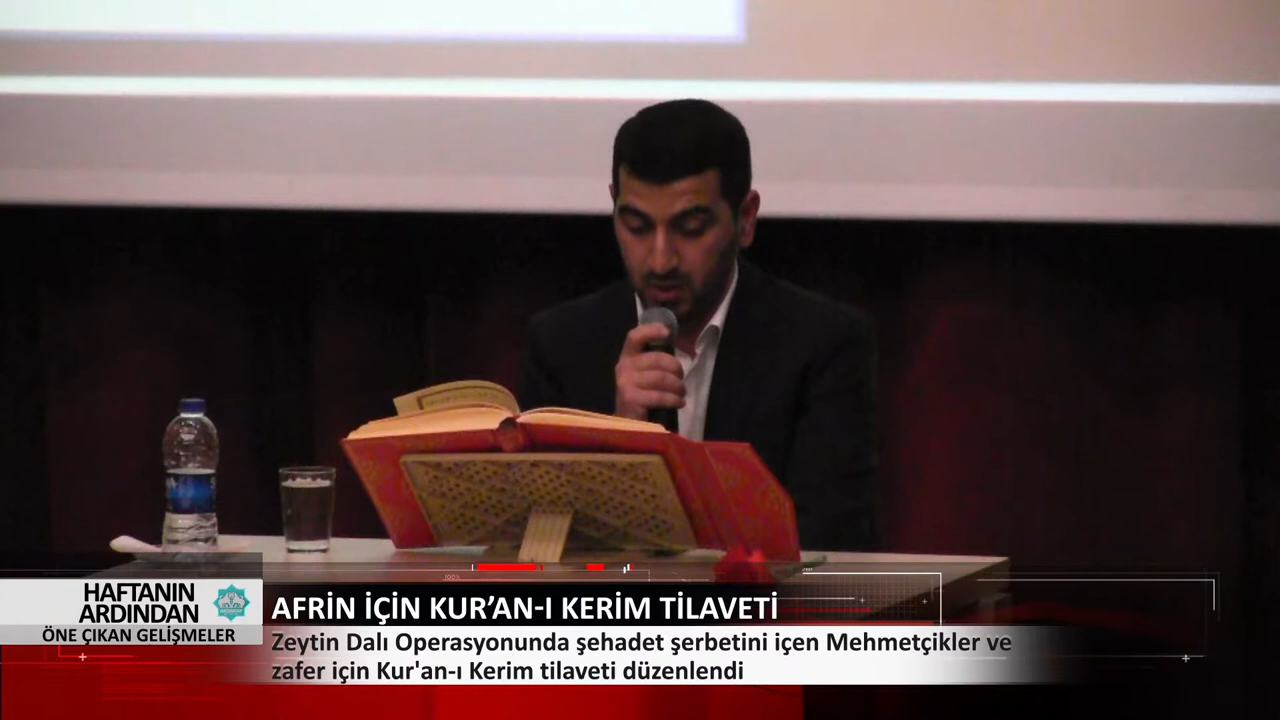 HAFTANIN
ARDINDAN
ÖNE ÇIKAN GELİŞMELER
AFRİN İÇİN KUR’AN-I KERİM TİLAVETİ
Zeytin Dalı Operasyonunda şehadet şerbetini içen Mehmetçikler ve
zafer için Kur'an-ı Kerim tilaveti düzenlendi